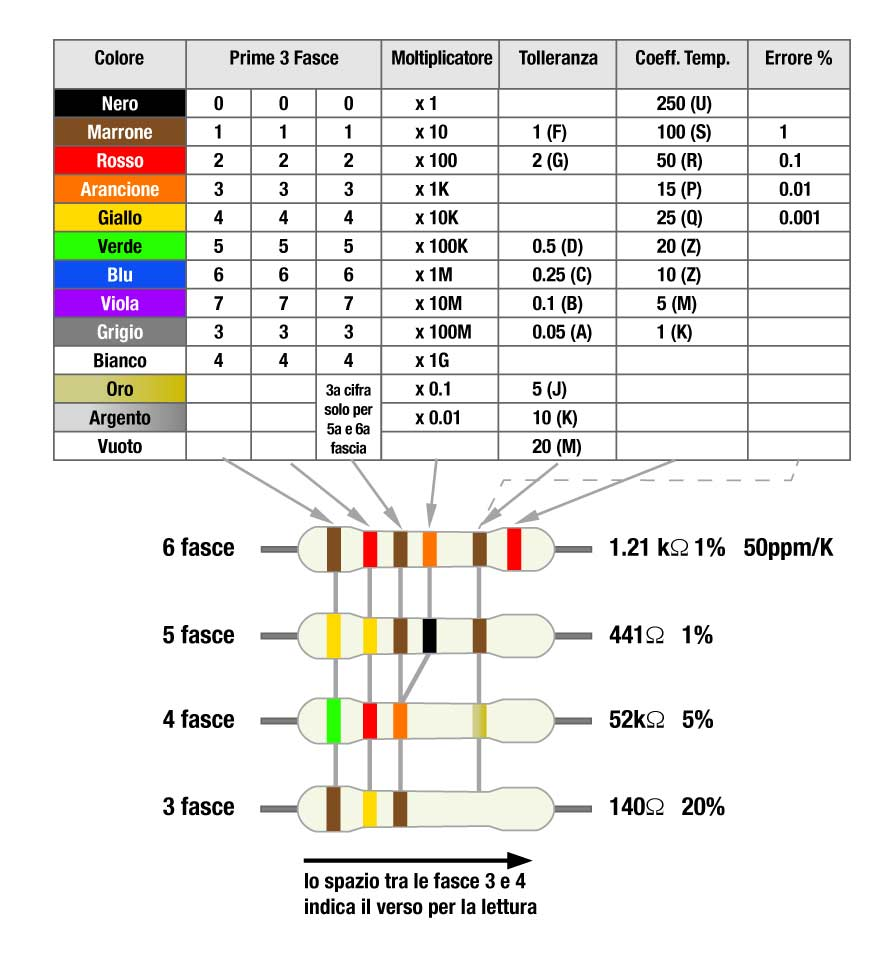 Colore Prime 3 Fasce Moltiplicatore Tolleranza Coeff. Temp. Errore %
Nero 0 0 0 x 1 250 (U)
Marrone 1 1 1 x 10 1 (F) 100 (S) 1
Rosso 2 2 2 x 100 2 (G) 50 (R) 0.1
Arancione 3 3 3 x 1K 15 (P) 0.01
Giallo 4 4 4 x 10K 25 (Q) 0.001
Verde 5 5 5 x 100K 0.5 (D) 20 (Z)
Blu 6 6 6 x 1M 0.25 (C) 10 (Z)
Viola 7 7 7 x 10M 0.1 (B) 5 (M)
Grigio 3 3 3 x 100M 0.05 (A) 1 (K)
Bianco 4 4 4 x 1G
Oro x 0.1 5 (J)
Argento x 0.01 10 (K)
Vuoto 20 (M)
3a cifra
solo per
5a e 6a
fascia
6 fasce 1.21 kΩ 1% 50ppm/K
5 fasce 441Ω 1%
4 fasce 52kΩ 5%
3 fasce 140Ω 20%
lo spazio tra le fasce 3 e 4
indica il verso per la lettura